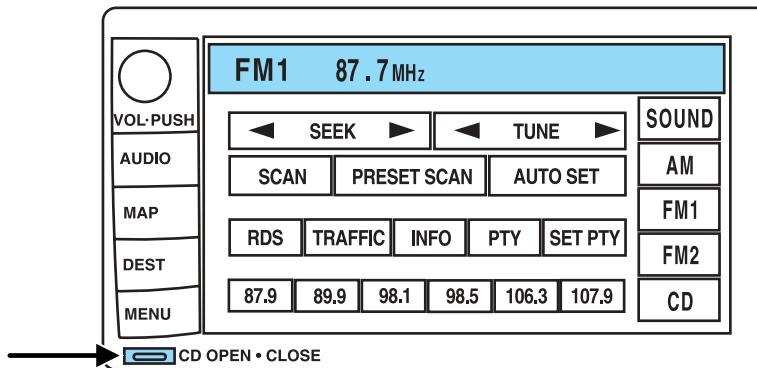 FM1 87.7 MHz
VOL·PUSH
AUDIO
MAP
DEST
MENU
◄ SEEK ► ◄ TUNE ►
SCAN PRESET SCAN AUTO SET
RDS TRAFFIC INFO PTY SET PTY
87.9 89.9 98.1 98.5 106.3 107.9
SOUND
AM
FM1
FM2
CD
CD OPEN • CLOSE